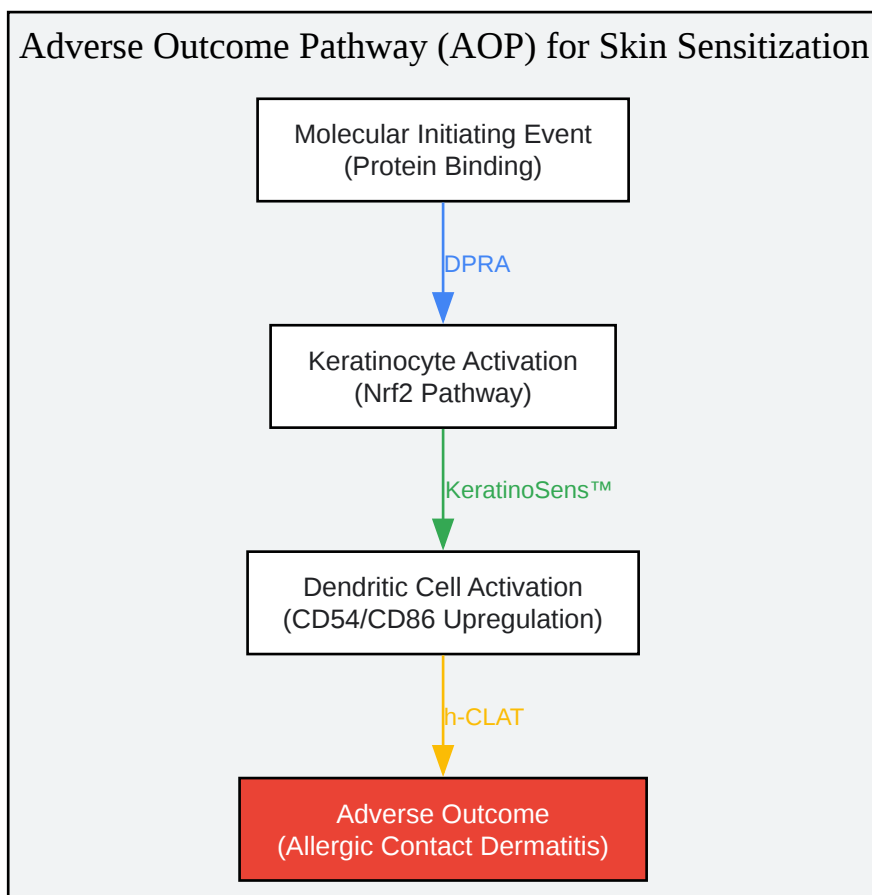 Adverse Outcome Pathway (AOP) for Skin Sensitization
Molecular Initiating Event
(Protein Binding)
DPRA
Keratinocyte Activation
(Nrf2 Pathway)
KeratinoSens™
Dendritic Cell Activation
(CD54/CD86 Upregulation)
h-CLAT
Adverse Outcome
(Allergic Contact Dermatitis)